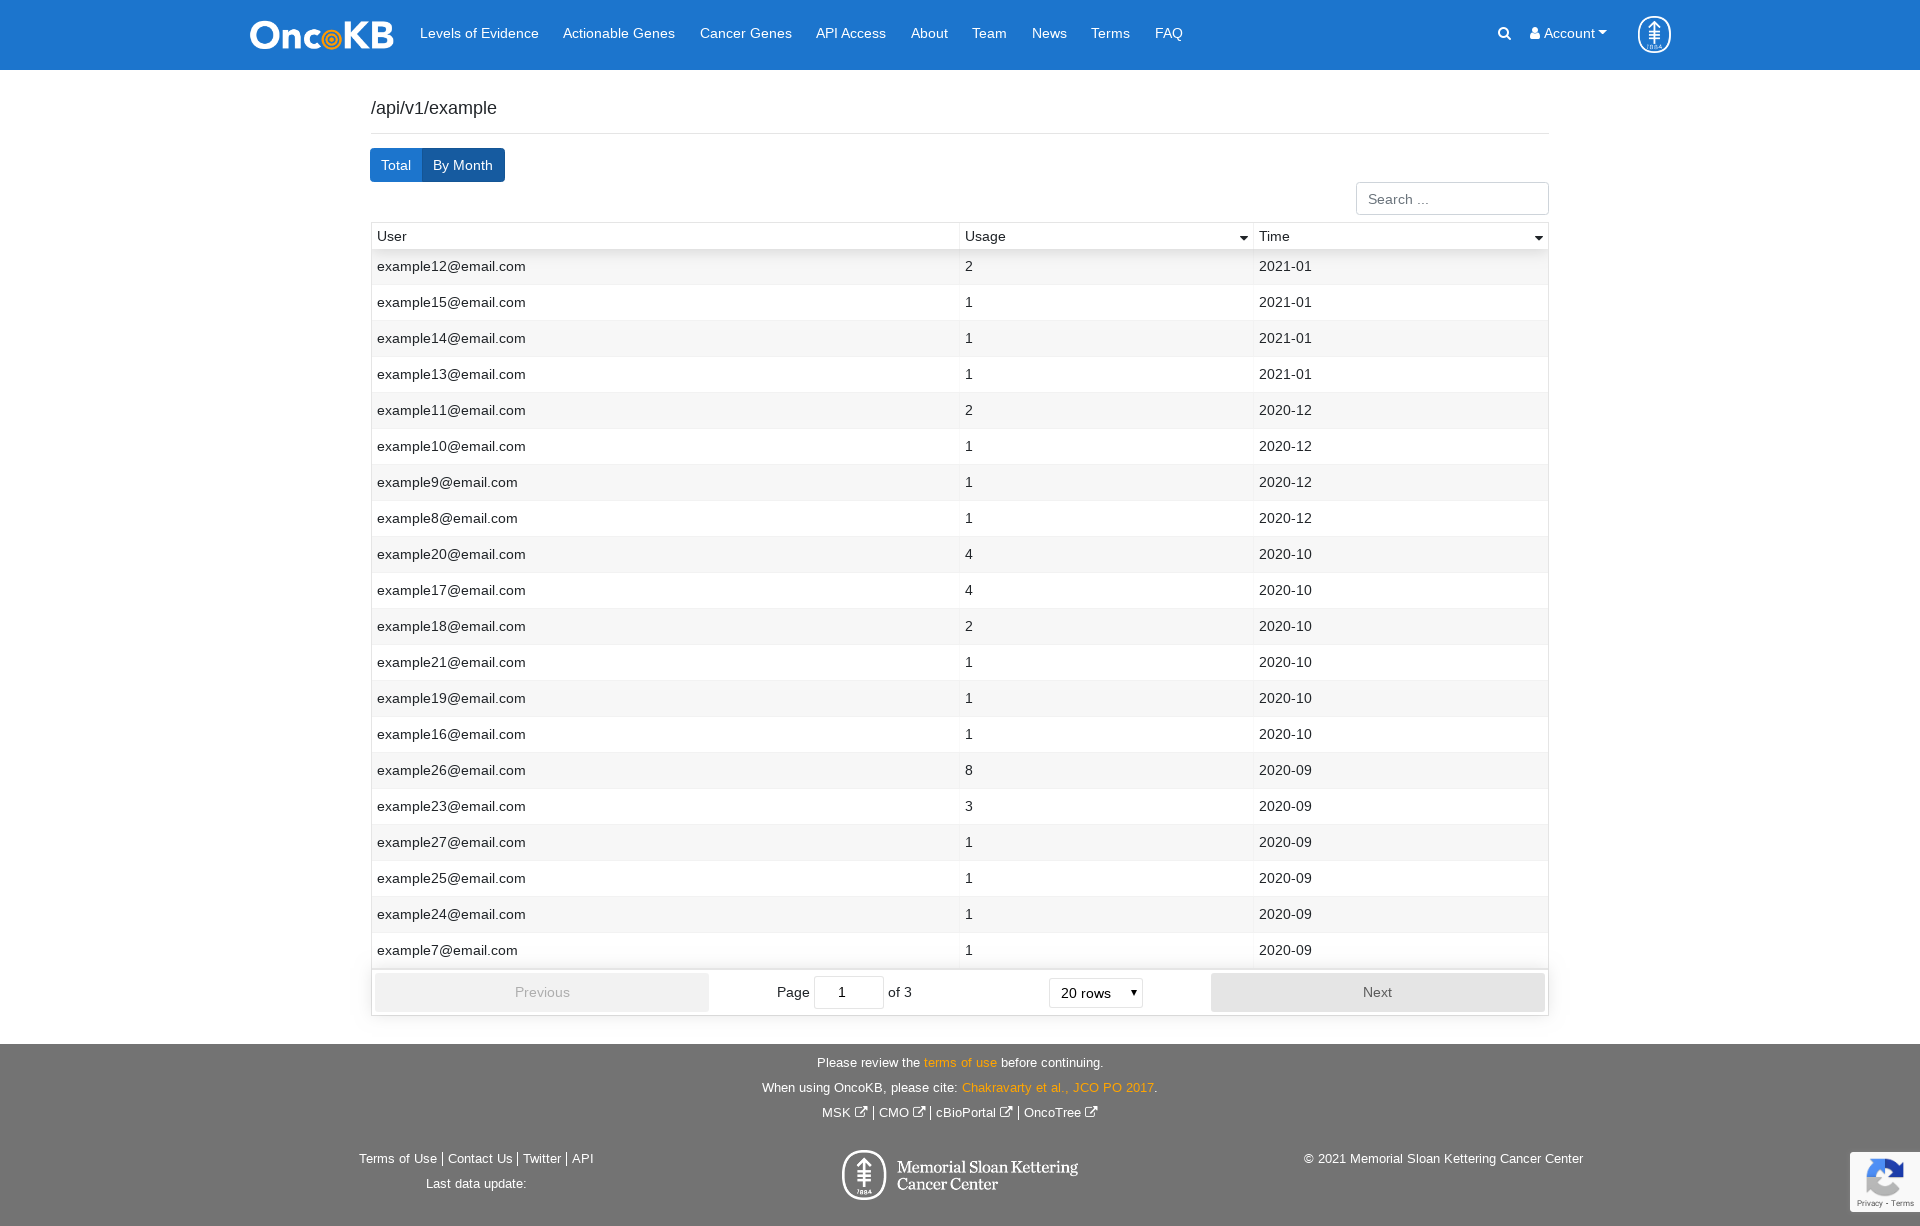 OncoKB Levels of Evidence Actionable Genes Cancer Genes API Access About Team News Terms FAQ Account 1884
/api/v1/example
Total By Month
Search ...
User Usage Time
example12@email.com 2 2021-01
example15@email.com 1 2021-01
example14@email.com 1 2021-01
example13@email.com 1 2021-01
example11@email.com 2 2020-12
example10@email.com 1 2020-12
example9@email.com 1 2020-12
example8@email.com 1 2020-12
example20@email.com 4 2020-10
example17@email.com 4 2020-10
example18@email.com 2 2020-10
example21@email.com 1 2020-10
example19@email.com 1 2020-10
example16@email.com 1 2020-10
example26@email.com 8 2020-09
example23@email.com 3 2020-09
example27@email.com 1 2020-09
example25@email.com 1 2020-09
example24@email.com 1 2020-09
example7@email.com 1 2020-09
Previous Page 1 of 3 20 rows Next
Please review the terms of use before continuing.
When using OncoKB, please cite: Chakravarty et al., JCO PO 2017.
MSK | CMO | cBioPortal | OncoTree
Terms of Use | Contact Us | Twitter | API
Last data update:
1884 Memorial Sloan Kettering
Cancer Center
© 2021 Memorial Sloan Kettering Cancer Center
Privacy - Terms